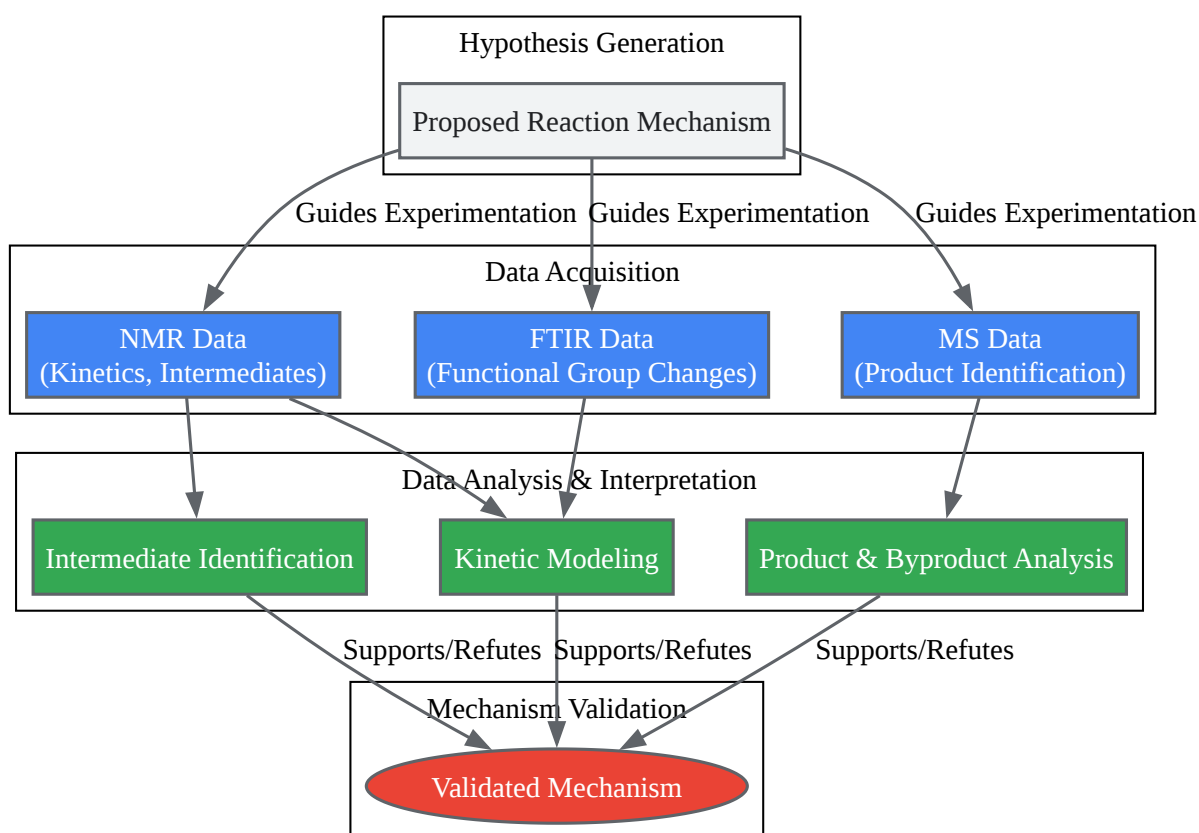 Hypothesis Generation
Proposed Reaction Mechanism
Guides Experimentation
Guides Experimentation
Guides Experimentation
Data Acquisition
NMR Data
(Kinetics, Intermediates)
FTIR Data
(Functional Group Changes)
MS Data
(Product Identification)
Data Analysis & Interpretation
Intermediate Identification
Kinetic Modeling
Product & Byproduct Analysis
Supports/Refutes
Supports/Refutes
Supports/Refutes
Mechanism Validation
Validated Mechanism